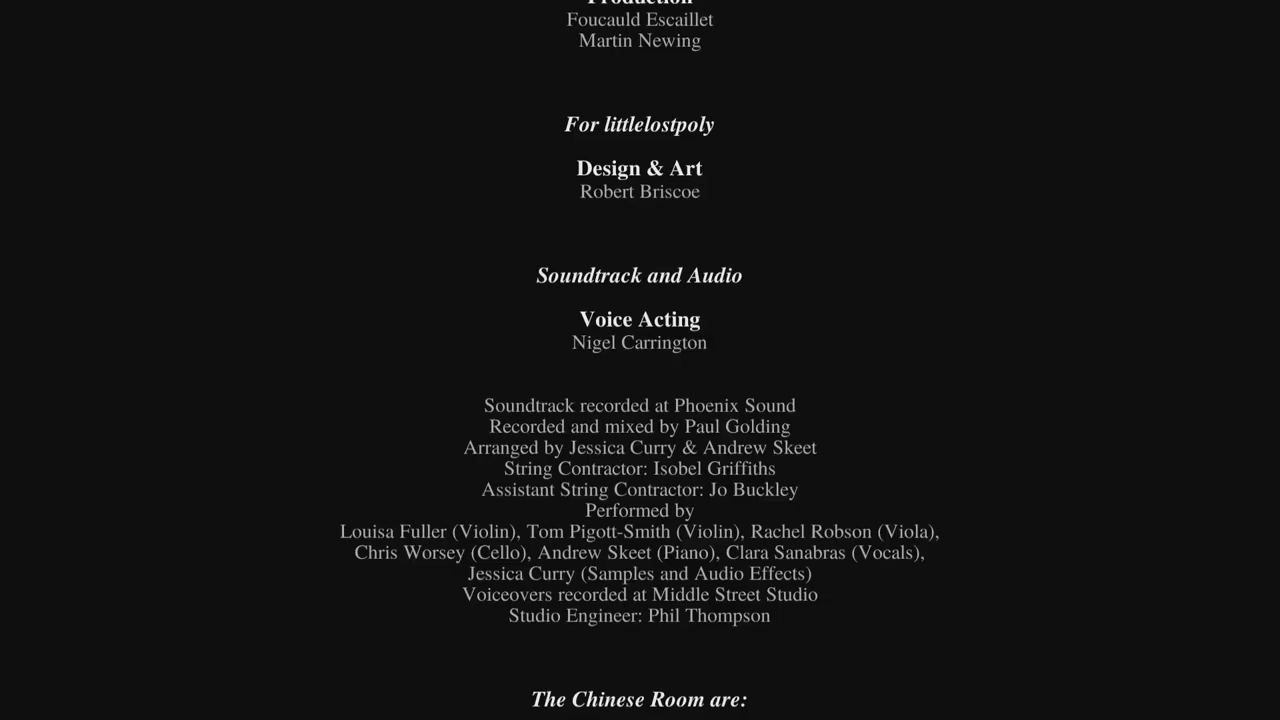 Production
Foucauld Escaillet
Martin Newing
For littlelostpoly
Design & Art
Robert Briscoe
Soundtrack and Audio
Voice Acting
Nigel Carrington
Soundtrack recorded at Phoenix Sound
Recorded and mixed by Paul Golding
Arranged by Jessica Curry & Andrew Skeet
String Contractor: Isobel Griffiths
Assistant String Contractor: Jo Buckley
Performed by
Louisa Fuller (Violin), Tom Pigott-Smith (Violin), Rachel Robson (Viola),
Chris Worsey (Cello), Andrew Skeet (Piano), Clara Sanabras (Vocals),
Jessica Curry (Samples and Audio Effects)
Voiceovers recorded at Middle Street Studio
Studio Engineer: Phil Thompson
The Chinese Room are: